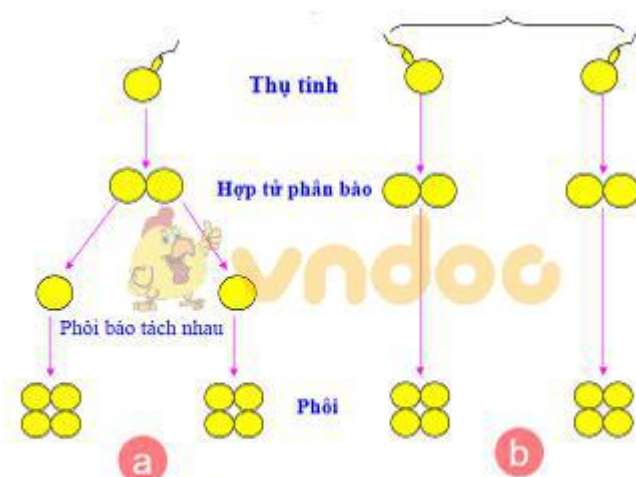 Thụ tinh
Hợp tử phân bào
vndoc
Phôi bào tách nhau
Phôi
a
b